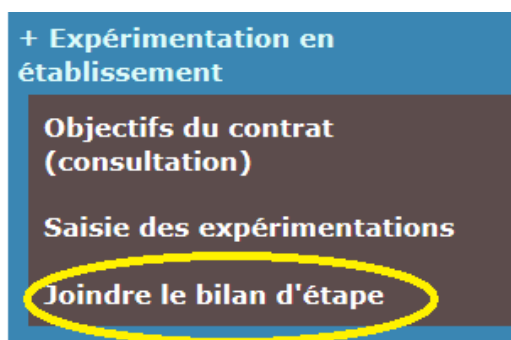 + Expérimentation en
établissement
Objectifs du contrat
(consultation)
Saisie des expérimentations
Joindre le bilan d'étape